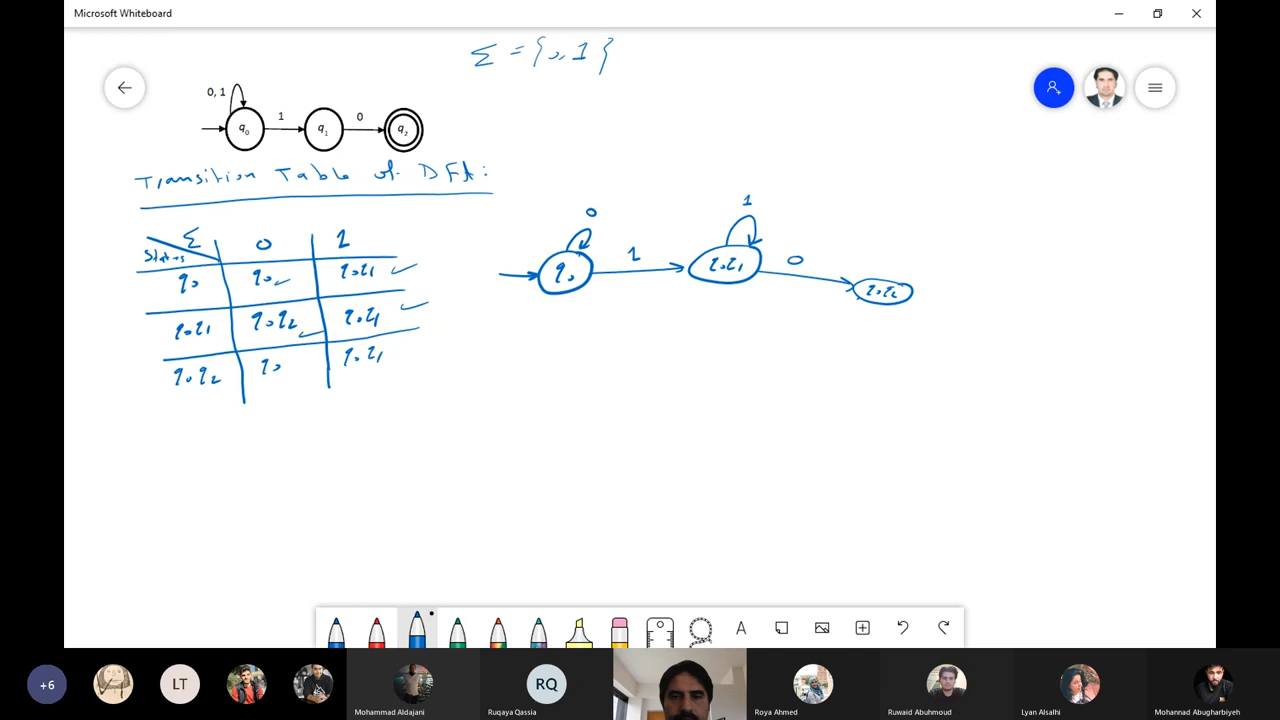 Microsoft Whiteboard
Σ = {0, 1}
0, 1
q0 1 q1 0 q2
Transition Table of DFA:
Σ 0 1
States
q0 q0 q0q1
q0q1 q0q2 q0q1
q0q2 q0 q0q1
0 1
q0 1 q0q1 0 q0q2
A
+6 LT RQ
Mohammad Aldajani Ruqaya Qassia Roya Ahmed Ruwaid Abuhmoud Lyan Alsalhi Mohannad Abugharbiyeh